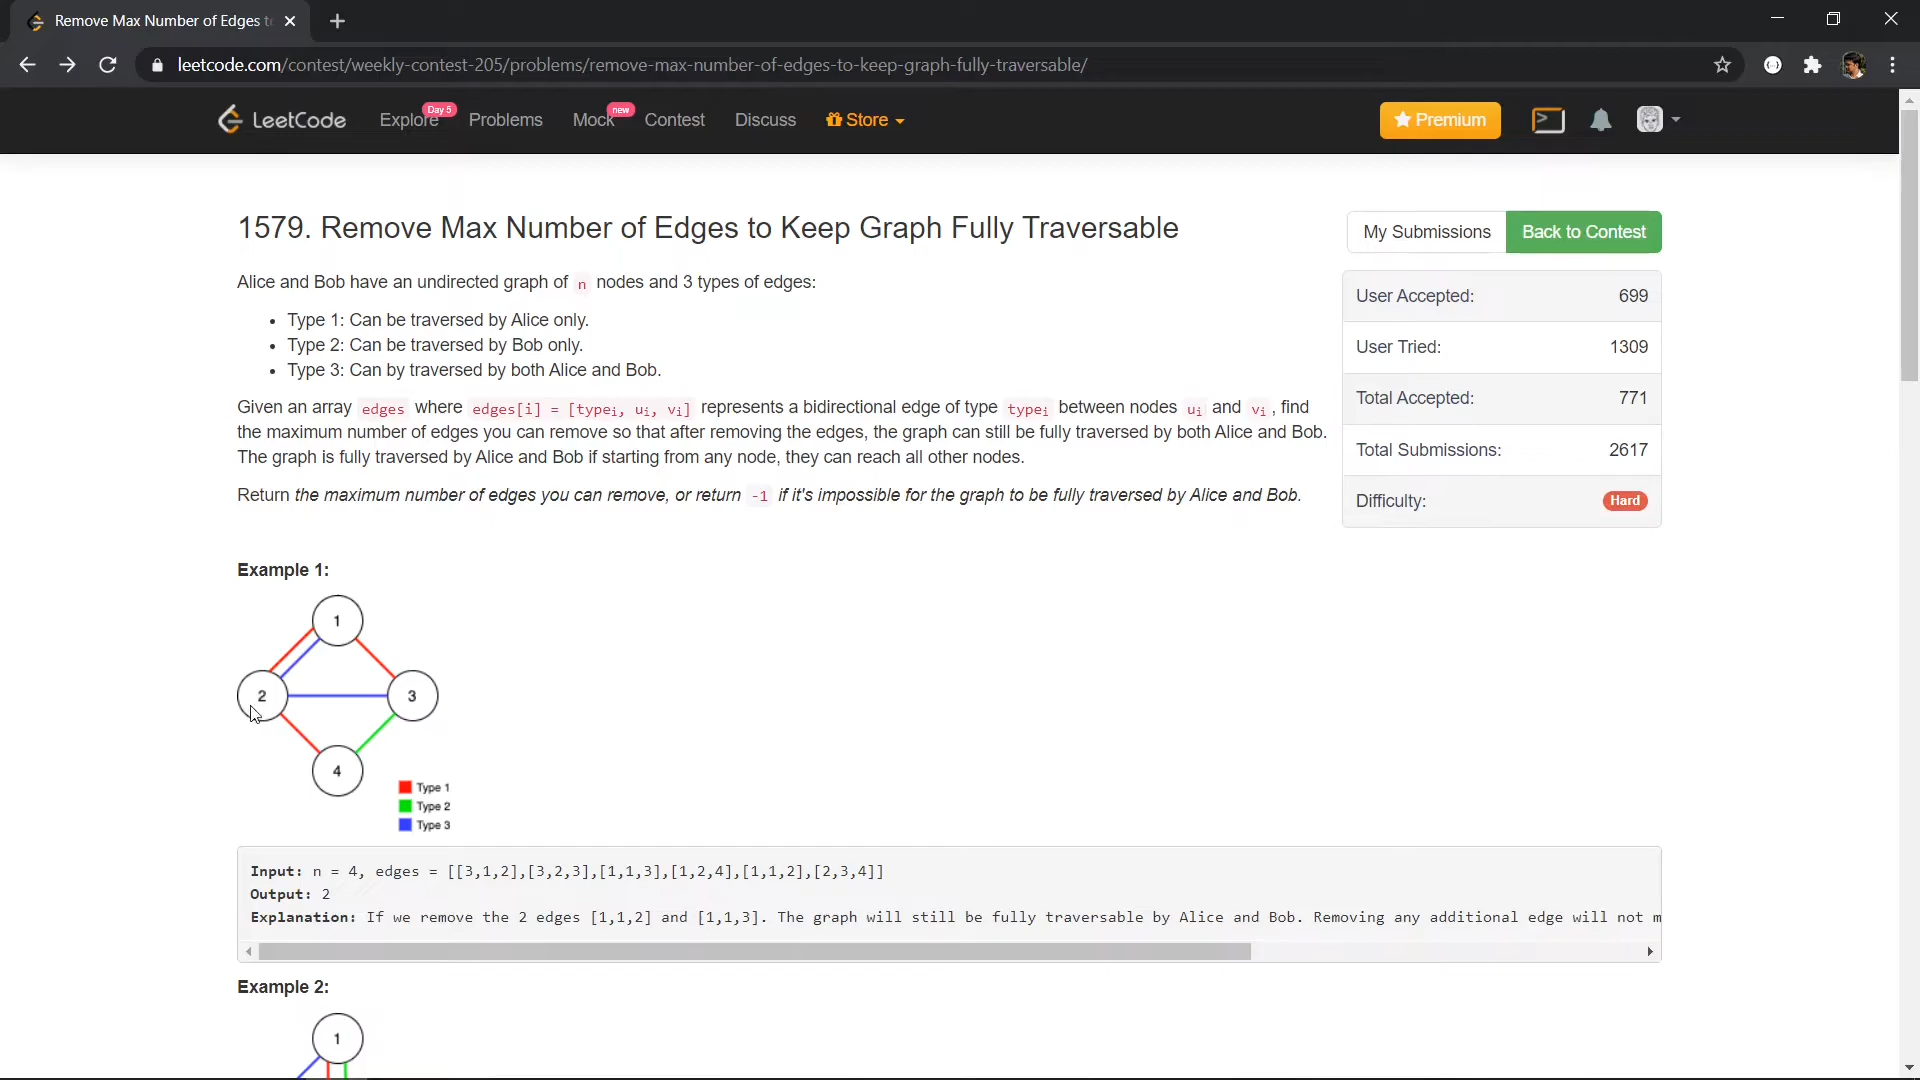 Remove Max Number of Edges t
leetcode.com/contest/weekly-contest-205/problems/remove-max-number-of-edges-to-keep-graph-fully-traversable/
LeetCode
Explore
Day 5
Problems
Mock
new
Contest
Discuss
Store
Premium
1579. Remove Max Number of Edges to Keep Graph Fully Traversable
My Submissions
Back to Contest
Alice and Bob have an undirected graph of n nodes and 3 types of edges:
• Type 1: Can be traversed by Alice only.
• Type 2: Can be traversed by Bob only.
• Type 3: Can by traversed by both Alice and Bob.
Given an array edges where edges[i] = [typeᵢ, uᵢ, vᵢ] represents a bidirectional edge of type typeᵢ between nodes uᵢ and vᵢ, find
the maximum number of edges you can remove so that after removing the edges, the graph can still be fully traversed by both Alice and Bob.
The graph is fully traversed by Alice and Bob if starting from any node, they can reach all other nodes.
Return the maximum number of edges you can remove, or return -1 if it's impossible for the graph to be fully traversed by Alice and Bob.
User Accepted: 699
User Tried: 1309
Total Accepted: 771
Total Submissions: 2617
Difficulty: Hard
Example 1:
1
2
3
4
Type 1
Type 2
Type 3
Input: n = 4, edges = [[3,1,2],[3,2,3],[1,1,3],[1,2,4],[1,1,2],[2,3,4]]
Output: 2
Explanation: If we remove the 2 edges [1,1,2] and [1,1,3]. The graph will still be fully traversable by Alice and Bob. Removing any additional edge will not m
Example 2:
1